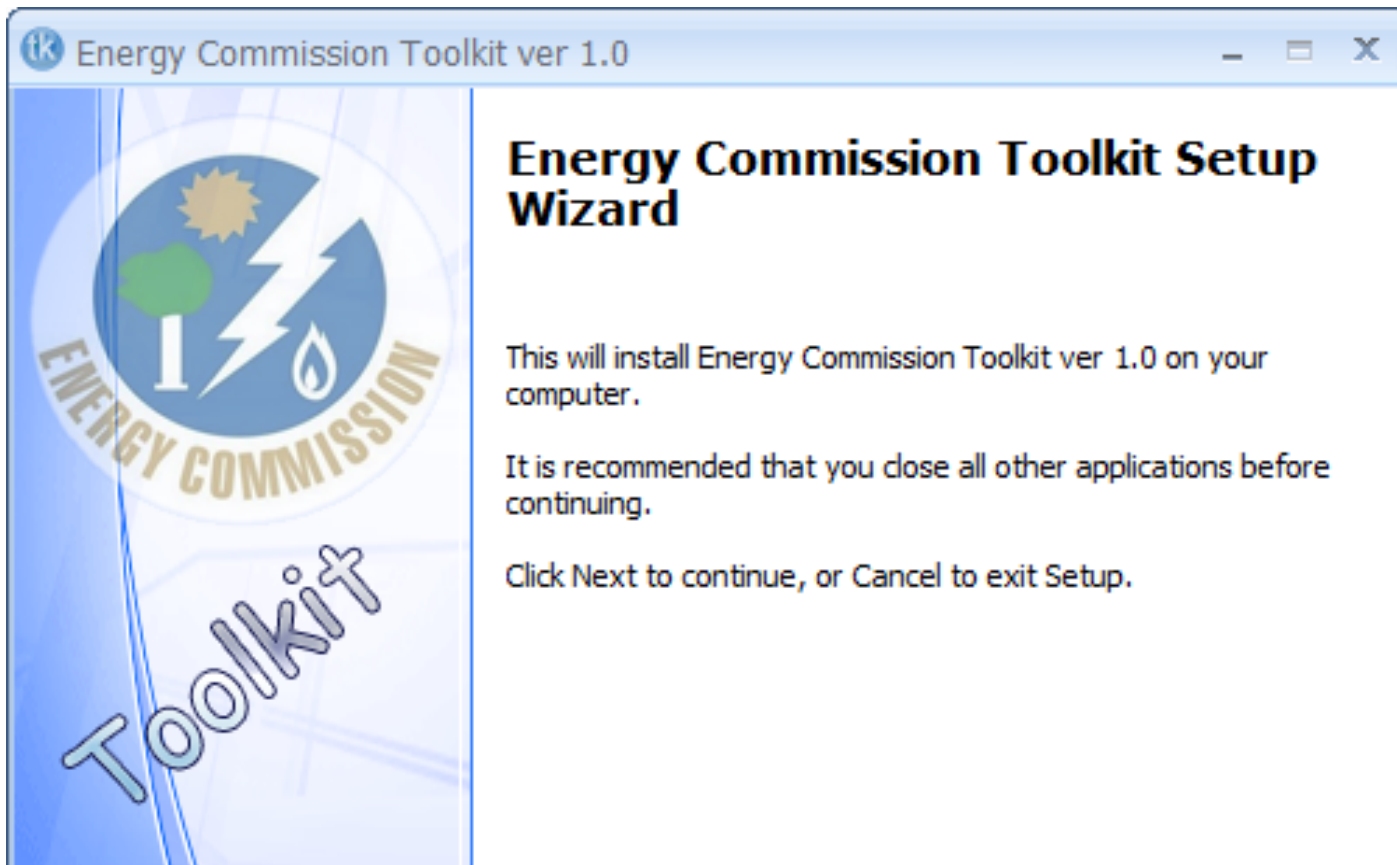 tk Energy Commission Toolkit ver 1.0
ENERGY COMMISSION
Toolkit
Energy Commission Toolkit Setup
Wizard
This will install Energy Commission Toolkit ver 1.0 on your
computer.
It is recommended that you close all other applications before
continuing.
Click Next to continue, or Cancel to exit Setup.